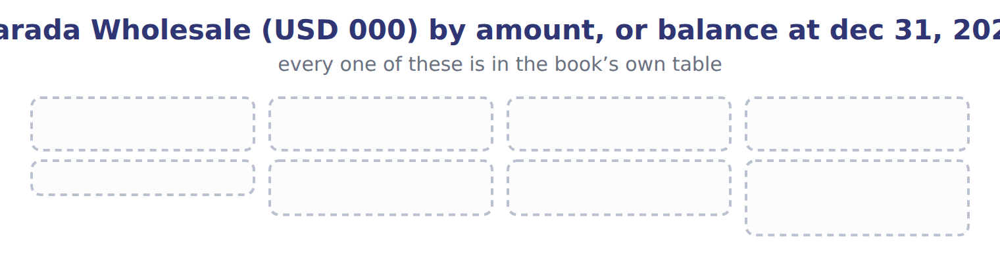 arada Wholesale (USD 000) by amount, or balance at dec 31, 202
every one of these is in the book’s own table